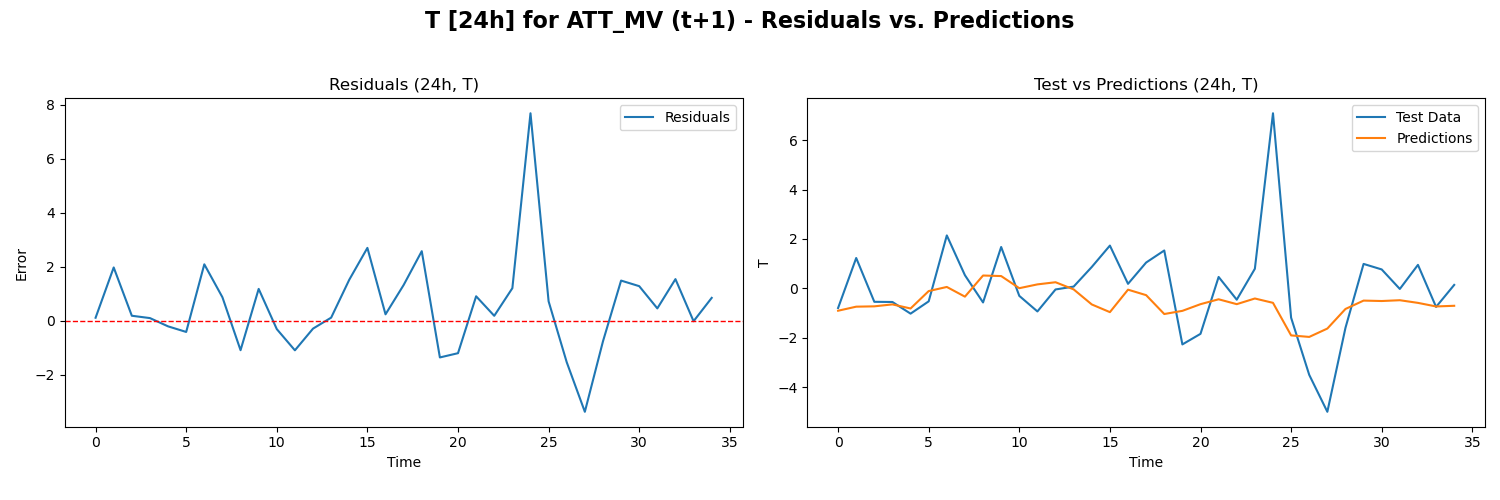 T [24h] for ATT_MV (t+1) - Residuals vs. Predictions
Residuals (24h, T)
Residuals
Error
8
6
4
2
0
−2
0
5
10
15
20
25
30
35
Time
Test vs Predictions (24h, T)
Test Data
Predictions
T
6
4
2
0
−2
−4
0
5
10
15
20
25
30
35
Time